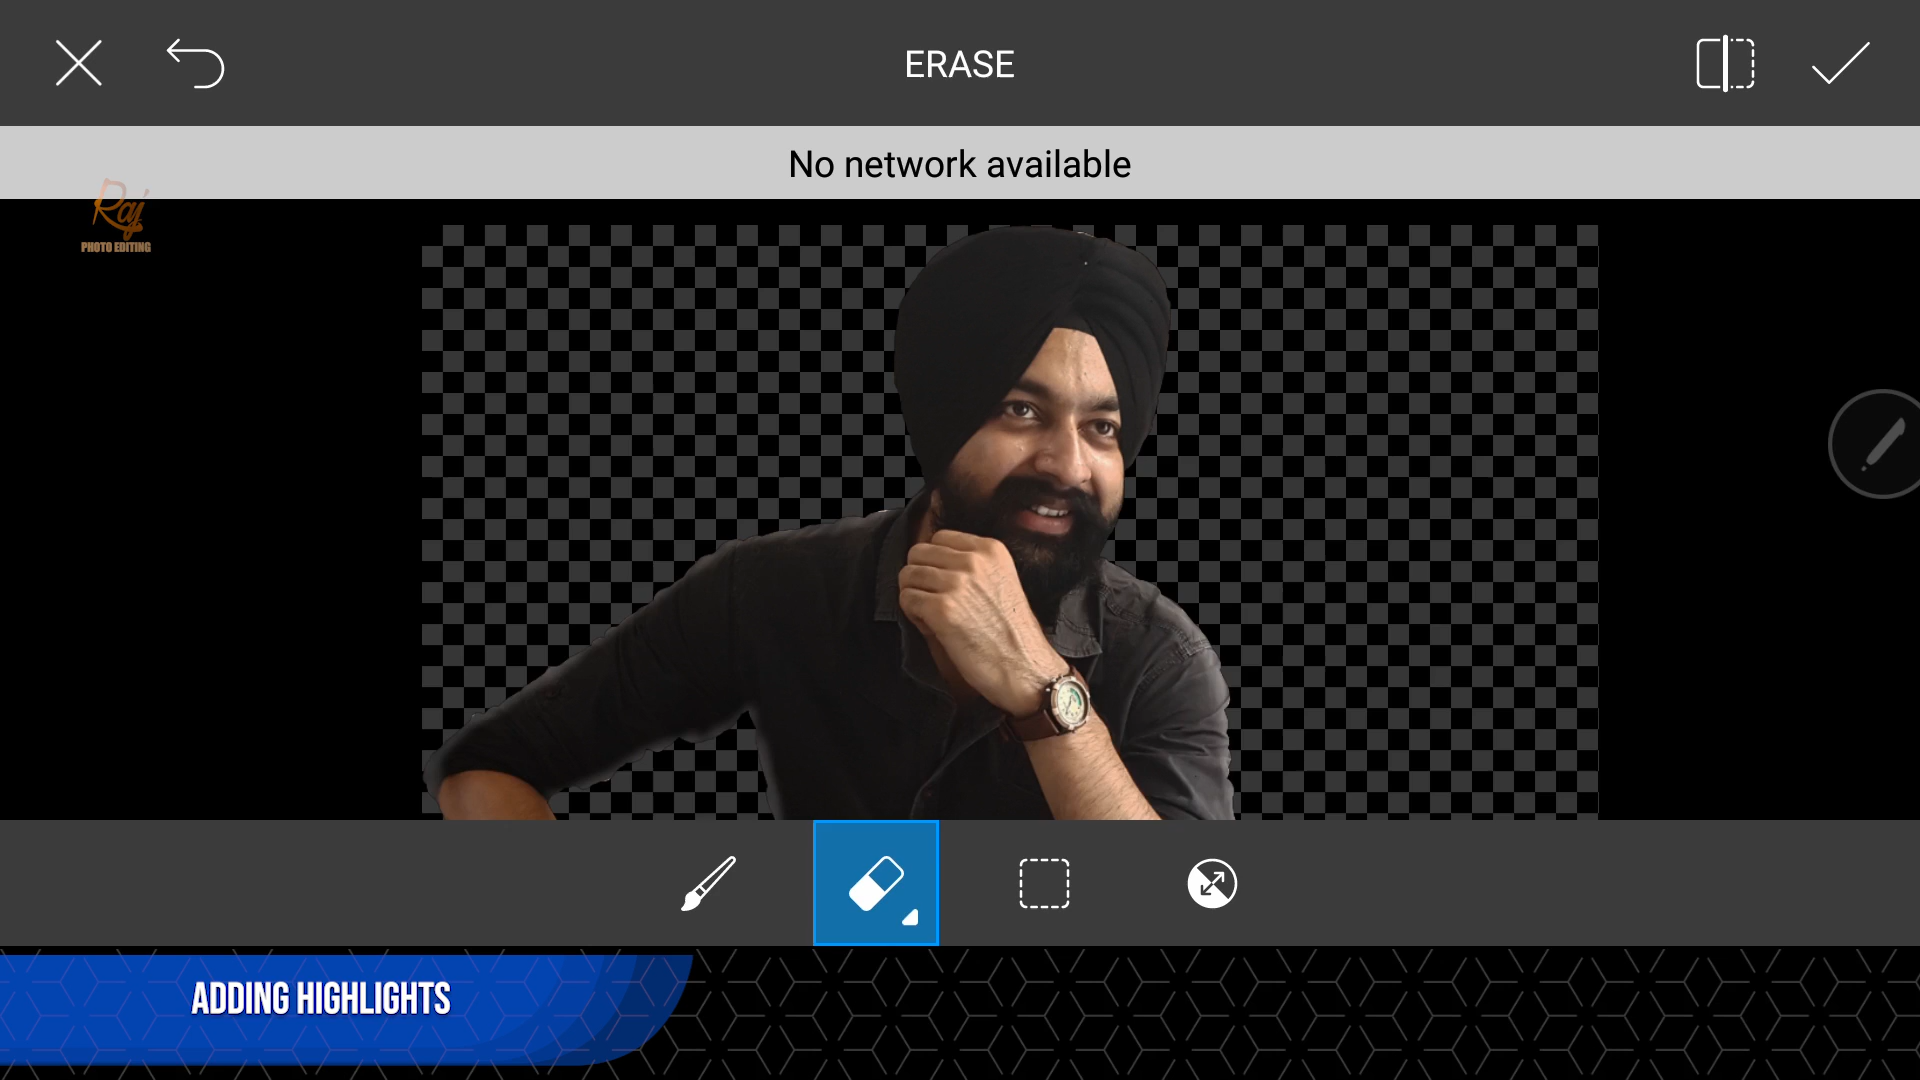 ERASE
No network available
Raj
PHOTO EDITING
ADDING HIGHLIGHTS